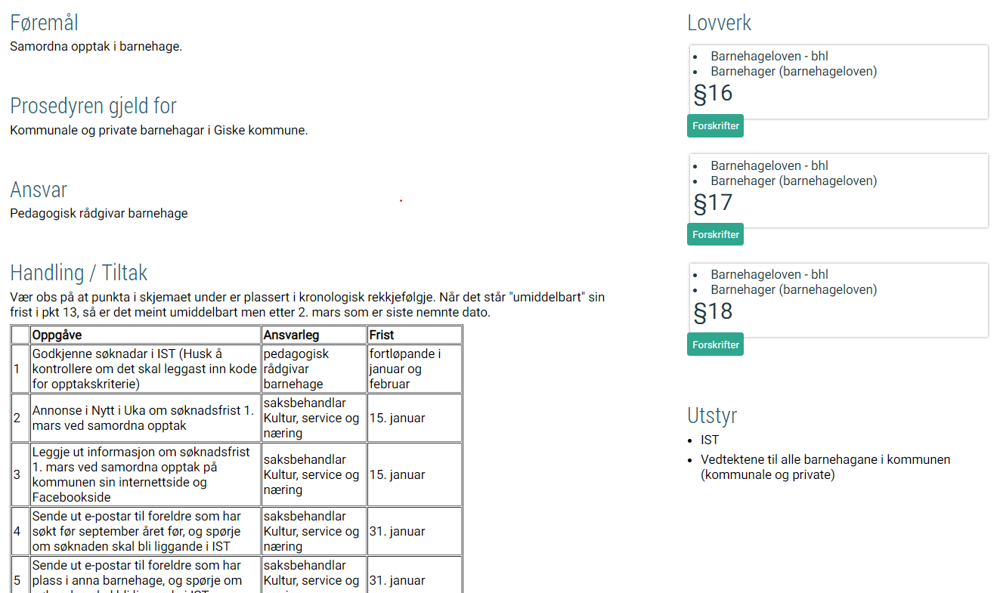 Føremål
Samordna opptak i barnehage.
Prosedyren gjeld for
Kommunale og private barnehagar i Giske kommune.
Ansvar
Pedagogisk rådgivar barnehage
Handling / Tiltak
Vær obs på at punkta i skjemaet under er plassert i kronologisk rekkjefølgje. Når det står "umiddelbart" sin
frist i pkt 13, så er det meint umiddelbart men etter 2. mars som er siste nemnte dato.
Oppgåve Ansvarleg Frist
1
Godkjenne søknadar i IST (Husk å
kontrollere om det skal leggast inn kode
for opptakskriterie)
pedagogisk
rådgivar
barnehage
fortløpande i
januar og
februar
2
Annonse i Nytt i Uka om søknadsfrist 1.
mars ved samordna opptak
saksbehandlar
Kultur, service og
næring
15. januar
3
Leggje ut informasjon om søknadsfrist
1. mars ved samordna opptak på
kommunen sin internettside og
Facebookside
saksbehandlar
Kultur, service og
næring
15. januar
4
Sende ut e-postar til foreldre som har
søkt før september året før, og spørje
om søknaden skal bli liggande i IST
saksbehandlar
Kultur, service og
næring
31. januar
5
Sende ut e-postar til foreldre som har
plass i anna barnehage, og spørje om
saksbehandlar
Kultur, service og
31. januar
Lovverk
Barnehageloven - bhl
Barnehager (barnehageloven)
§16
Forskrifter
Barnehageloven - bhl
Barnehager (barnehageloven)
§17
Forskrifter
Barnehageloven - bhl
Barnehager (barnehageloven)
§18
Forskrifter
Utstyr
IST
Vedtektene til alle barnehagane i kommunen
(kommunale og private)